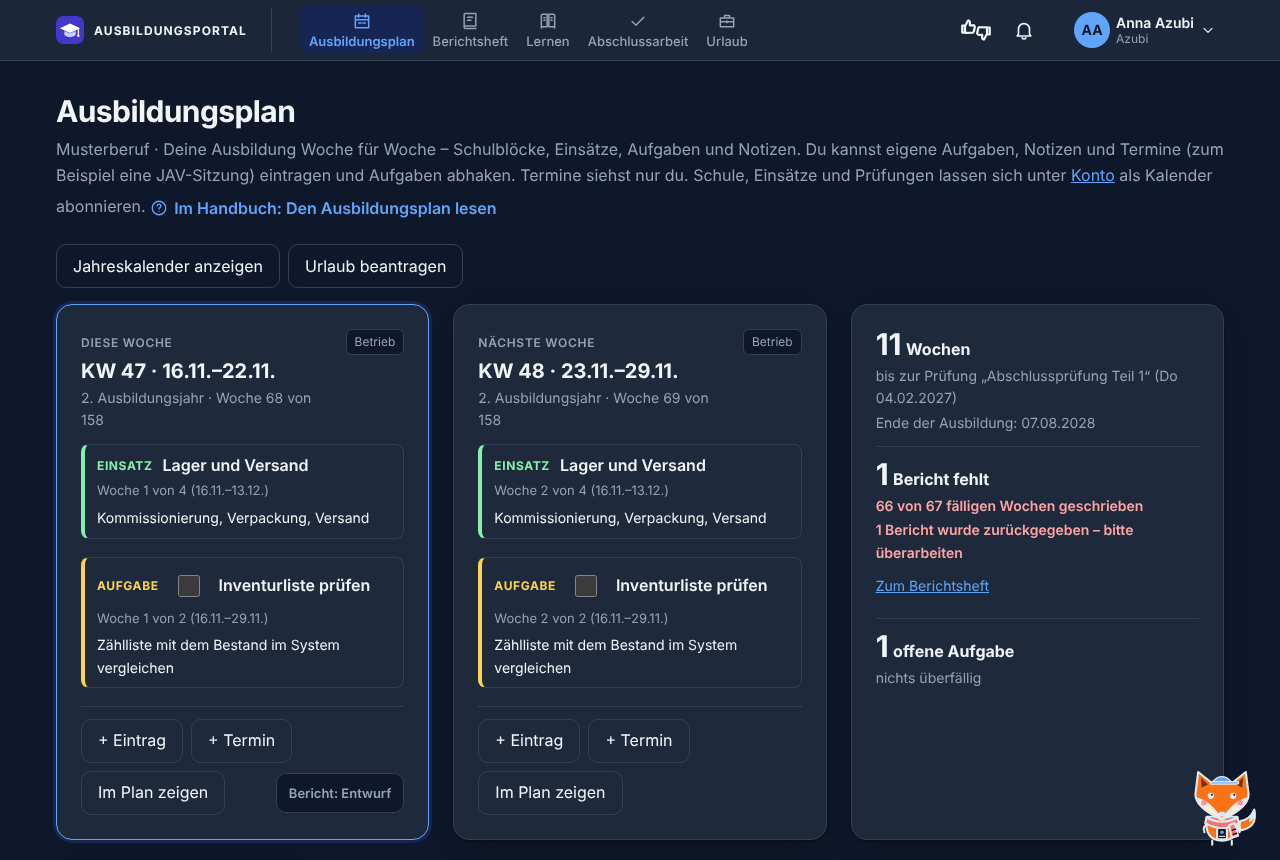 AUSBILDUNGSPORTAL
Ausbildungsplan
Berichtsheft
Lernen
Abschlussarbeit
Urlaub
AA
Anna Azubi
Azubi
Ausbildungsplan
Musterberuf · Deine Ausbildung Woche für Woche – Schulblöcke, Einsätze, Aufgaben und Notizen. Du kannst eigene Aufgaben, Notizen und Termine (zum
Beispiel eine JAV-Sitzung) eintragen und Aufgaben abhaken. Termine siehst nur du. Schule, Einsätze und Prüfungen lassen sich unter Konto als Kalender
abonnieren. Im Handbuch: Den Ausbildungsplan lesen
Jahreskalender anzeigen
Urlaub beantragen
DIESE WOCHE
Betrieb
KW 47 · 16.11.–22.11.
2. Ausbildungsjahr · Woche 68 von
158
EINSATZ Lager und Versand
Woche 1 von 4 (16.11.–13.12.)
Kommissionierung, Verpackung, Versand
AUFGABE Inventurliste prüfen
Woche 1 von 2 (16.11.–29.11.)
Zählliste mit dem Bestand im System
vergleichen
+ Eintrag
+ Termin
Im Plan zeigen
Bericht: Entwurf
NÄCHSTE WOCHE
Betrieb
KW 48 · 23.11.–29.11.
2. Ausbildungsjahr · Woche 69 von
158
EINSATZ Lager und Versand
Woche 2 von 4 (16.11.–13.12.)
Kommissionierung, Verpackung, Versand
AUFGABE Inventurliste prüfen
Woche 2 von 2 (16.11.–29.11.)
Zählliste mit dem Bestand im System
vergleichen
+ Eintrag
+ Termin
Im Plan zeigen
11 Wochen
bis zur Prüfung „Abschlussprüfung Teil 1“ (Do
04.02.2027)
Ende der Ausbildung: 07.08.2028
1 Bericht fehlt
66 von 67 fälligen Wochen geschrieben
1 Bericht wurde zurückgegeben – bitte
überarbeiten
Zum Berichtsheft
1 offene Aufgabe
nichts überfällig